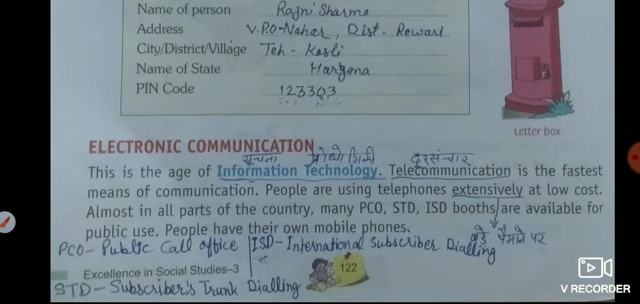 Name of person Rajni Sharma
Address V.P.O-Nahar, Dist. Rewari
City/District/Village Teh - Kosli
Name of State Haryana
PIN Code 123303
Letter box
ELECTRONIC COMMUNICATION
सूचना प्रौद्योगिकी दूरसंचार
This is the age of Information Technology. Telecommunication is the fastest
means of communication. People are using telephones extensively at low cost.
Almost in all parts of the country, many PCO, STD, ISD booths are available for
public use. People have their own mobile phones.
बड़े पैमाने पर
PCO- Public Call office ISD- International Subscriber Dialling
Excellence in Social Studies–3 122
STD - Subscriber's Trunk Dialling
V RECORDER